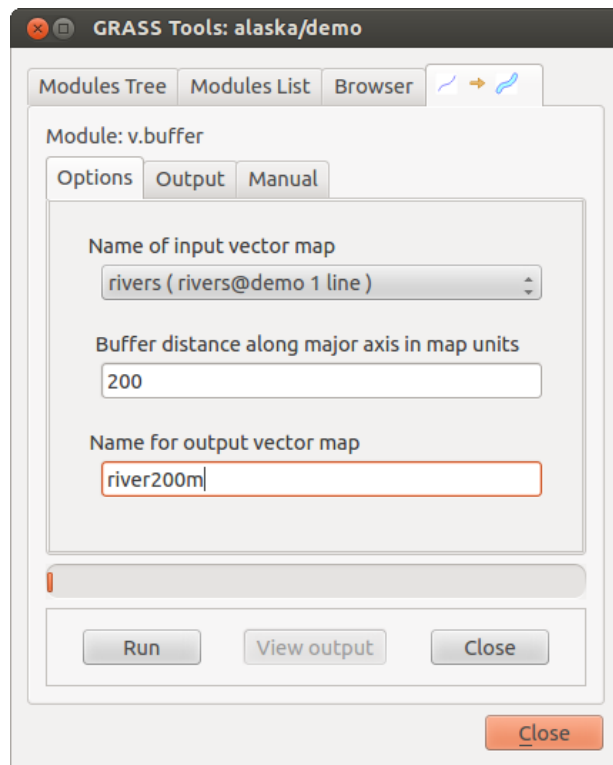 GRASS Tools: alaska/demo
Modules Tree Modules List Browser
Module: v.buffer
Options Output Manual
Name of input vector map
rivers ( rivers@demo 1 line )
Buffer distance along major axis in map units
200
Name for output vector map
river200m
Run View output Close
Close